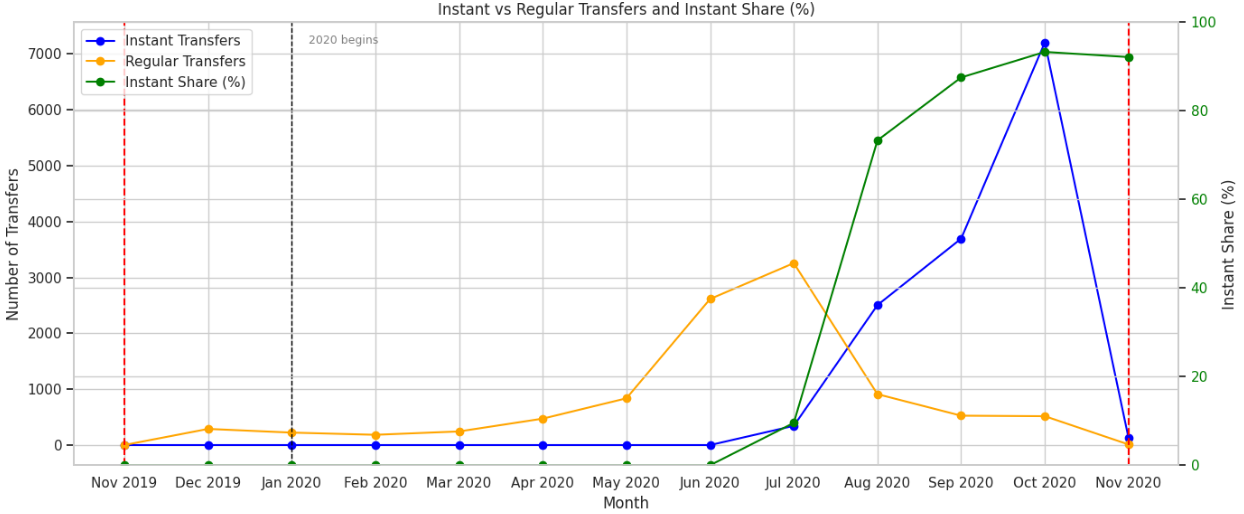 Instant vs Regular Transfers and Instant Share (%)
Instant Transfers
Regular Transfers
Instant Share (%)
2020 begins
Number of Transfers
7000
6000
5000
4000
3000
2000
1000
0
100
80
60
40
20
0
Instant Share (%)
Nov 2019 Dec 2019 Jan 2020 Feb 2020 Mar 2020 Apr 2020 May 2020 Jun 2020 Jul 2020 Aug 2020 Sep 2020 Oct 2020 Nov 2020
Month